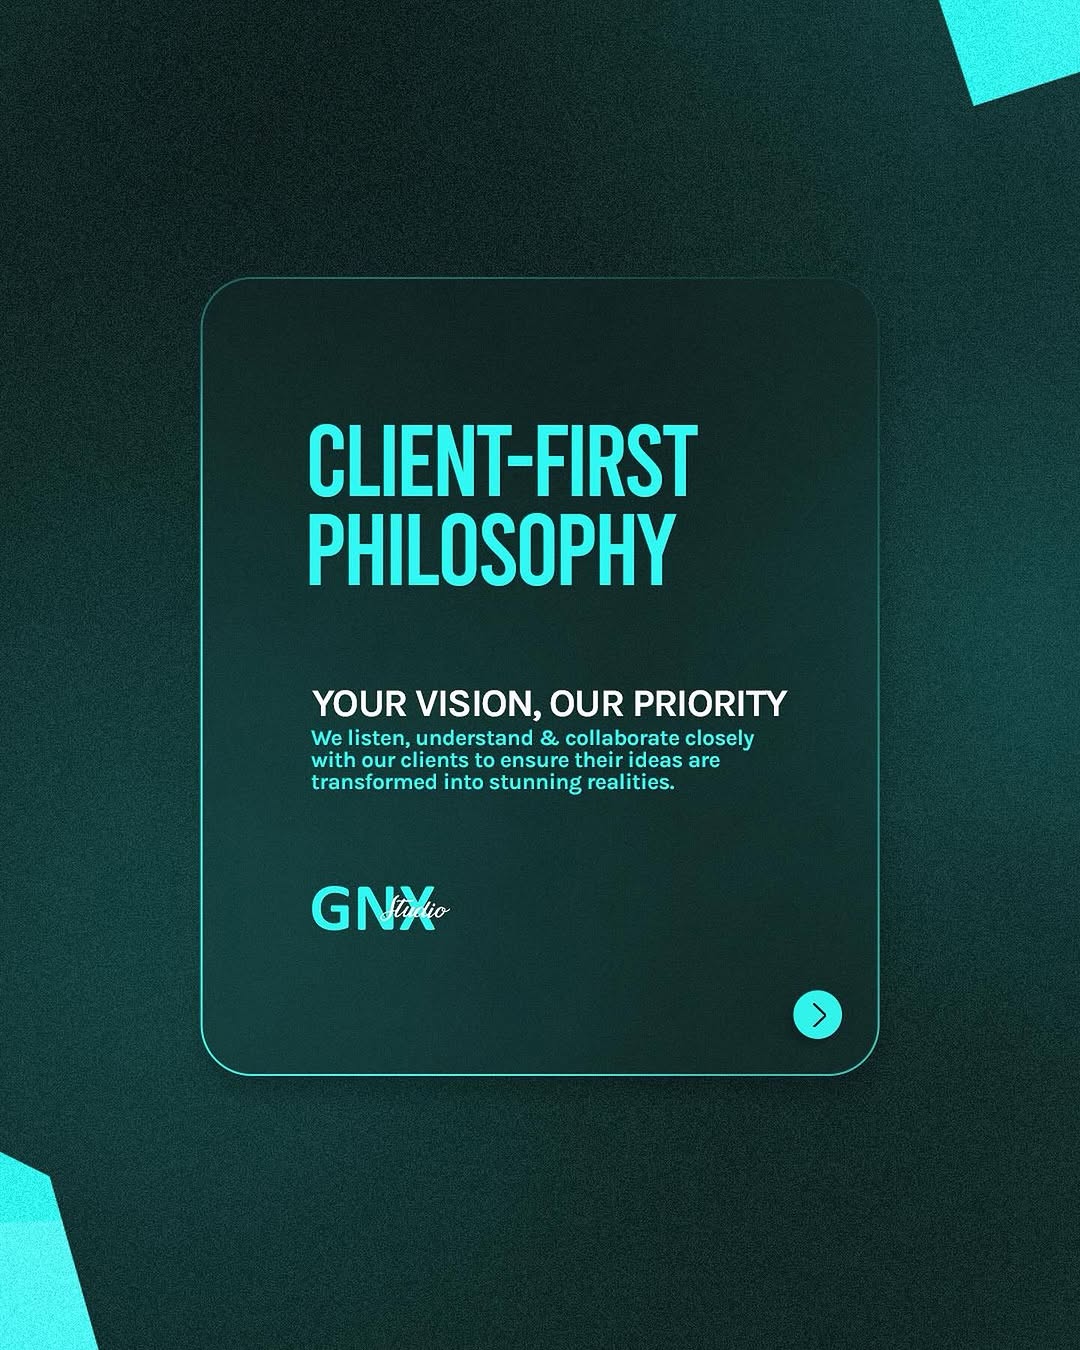 CLIENT-FIRST
PHILOSOPHY
YOUR VISION, OUR PRIORITY
We listen, understand & collaborate closely
with our clients to ensure their ideas are
transformed into stunning realities.
GNX Studio